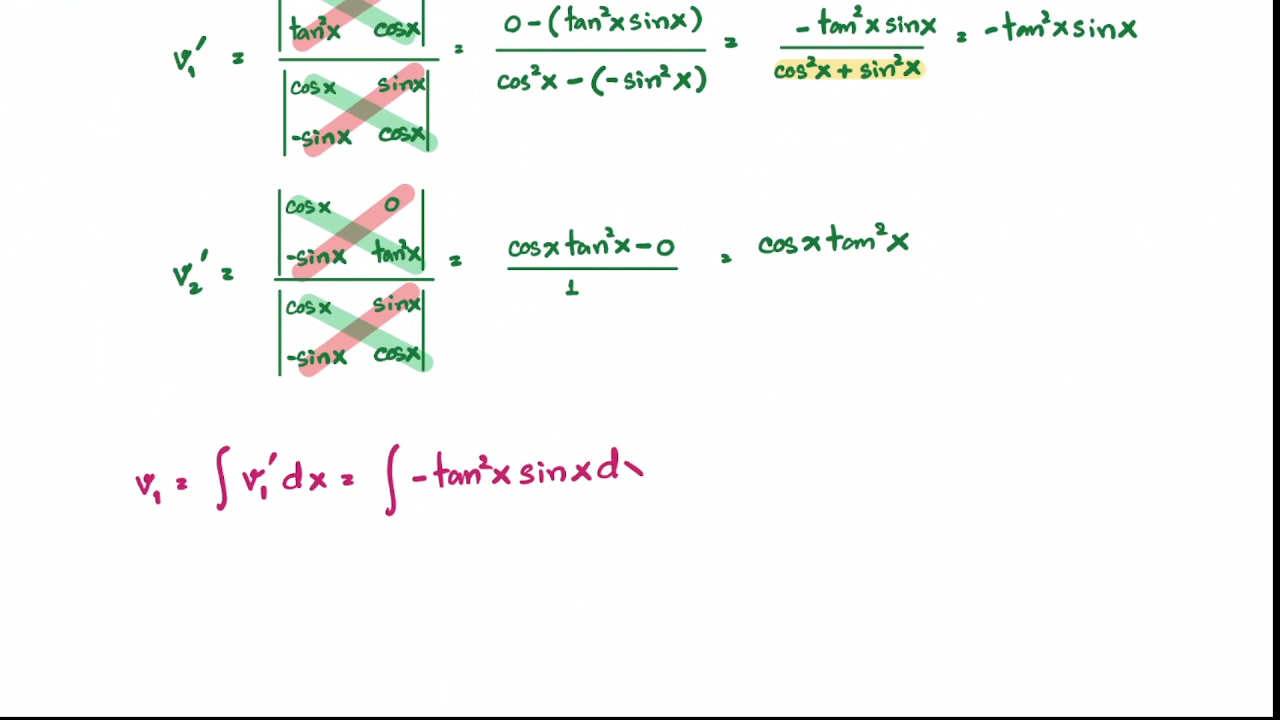 tan²x cosx
v₁' = = 0 - (tan²x sinx) = - tan²x sinx = -tan²x sinx
cos²x - (-sin²x) cos²x + sin²x
cosx sinx
-sinx cosx
cosx 0
-sinx tan²x
v₂' = = cosx tan²x - 0 = cosx tan²x
1
cosx sinx
-sinx cosx
v₁ = ∫ v₁' dx = ∫ -tan²x sinx d